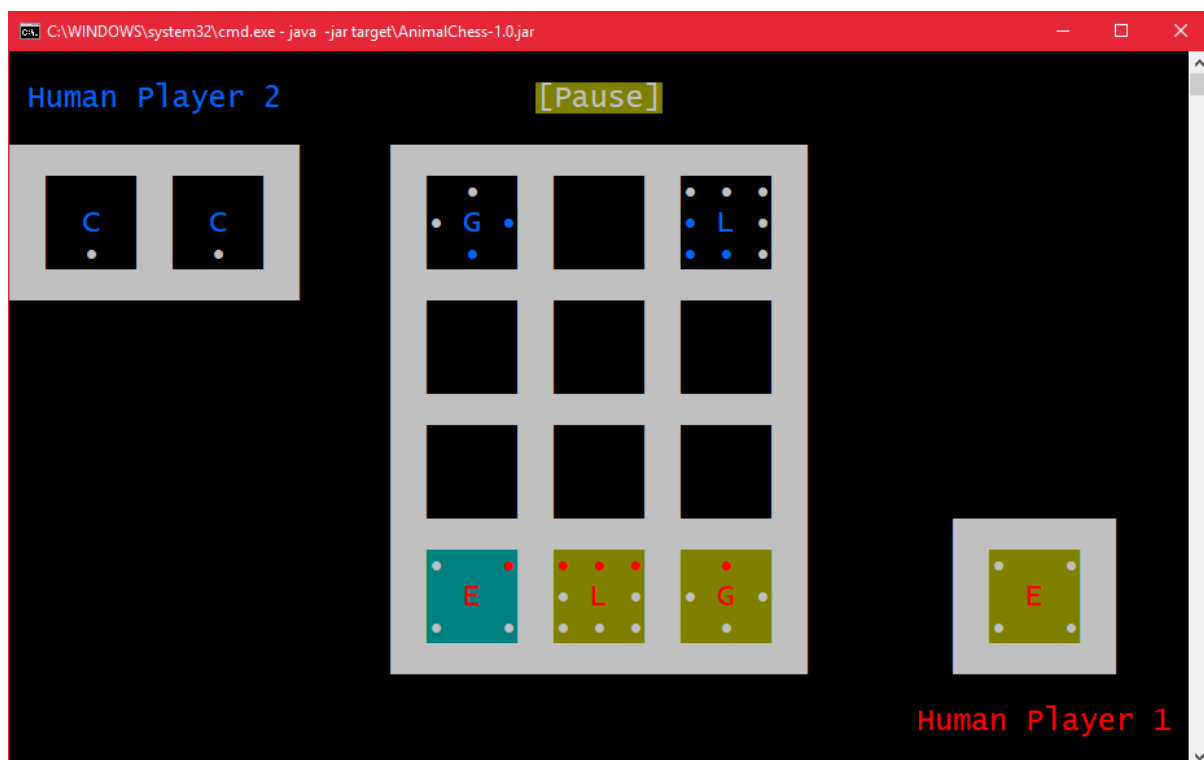 C:\WINDOWS\system32\cmd.exe - java  -jar target\AnimalChess-1.0.jar
Human Player 2 [Pause]
C C G L
E L G E
Human Player 1